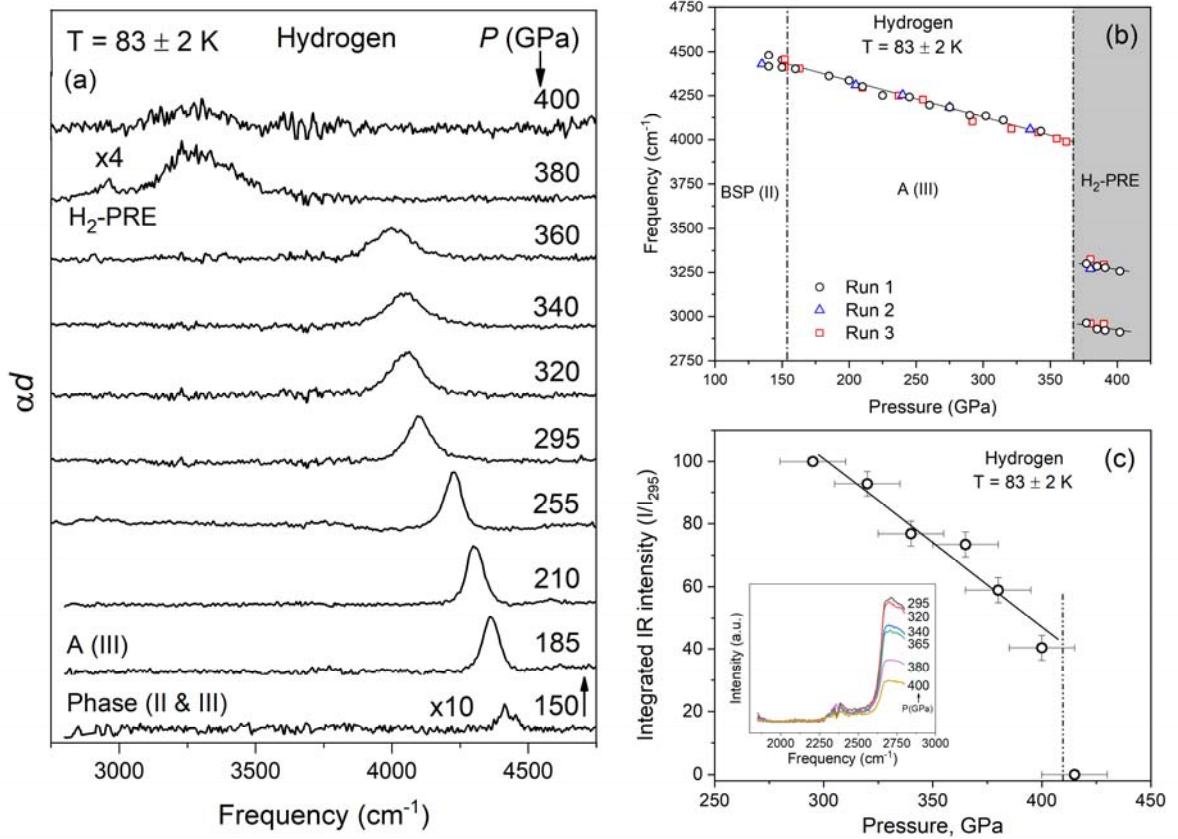 T = 83 ± 2 K Hydrogen P (GPa)
(a)
400
x4
380
H2-PRE
360
340
320
295
255
210
A (III)
185
Phase (II & III)
x10
150
αd
3000 3500 4000 4500
Frequency (cm-1)
4750
4500
4250
4000
3750
3500
3250
3000
2750
Hydrogen
T = 83 ± 2 K
(b)
BSP (II)
A (III)
H2-PRE
Run 1
Run 2
Run 3
Frequency (cm-1)
100 150 200 250 300 350 400
Pressure (GPa)
100
80
60
40
20
0
Hydrogen
T = 83 ± 2 K
(c)
Integrated IR intensity (I/I295)
295
320
340
365
380
400
P(GPa)
Intensity (a.u.)
2000 2250 2500 2750 3000
Frequency (cm-1)
250 300 350 400 450
Pressure, GPa